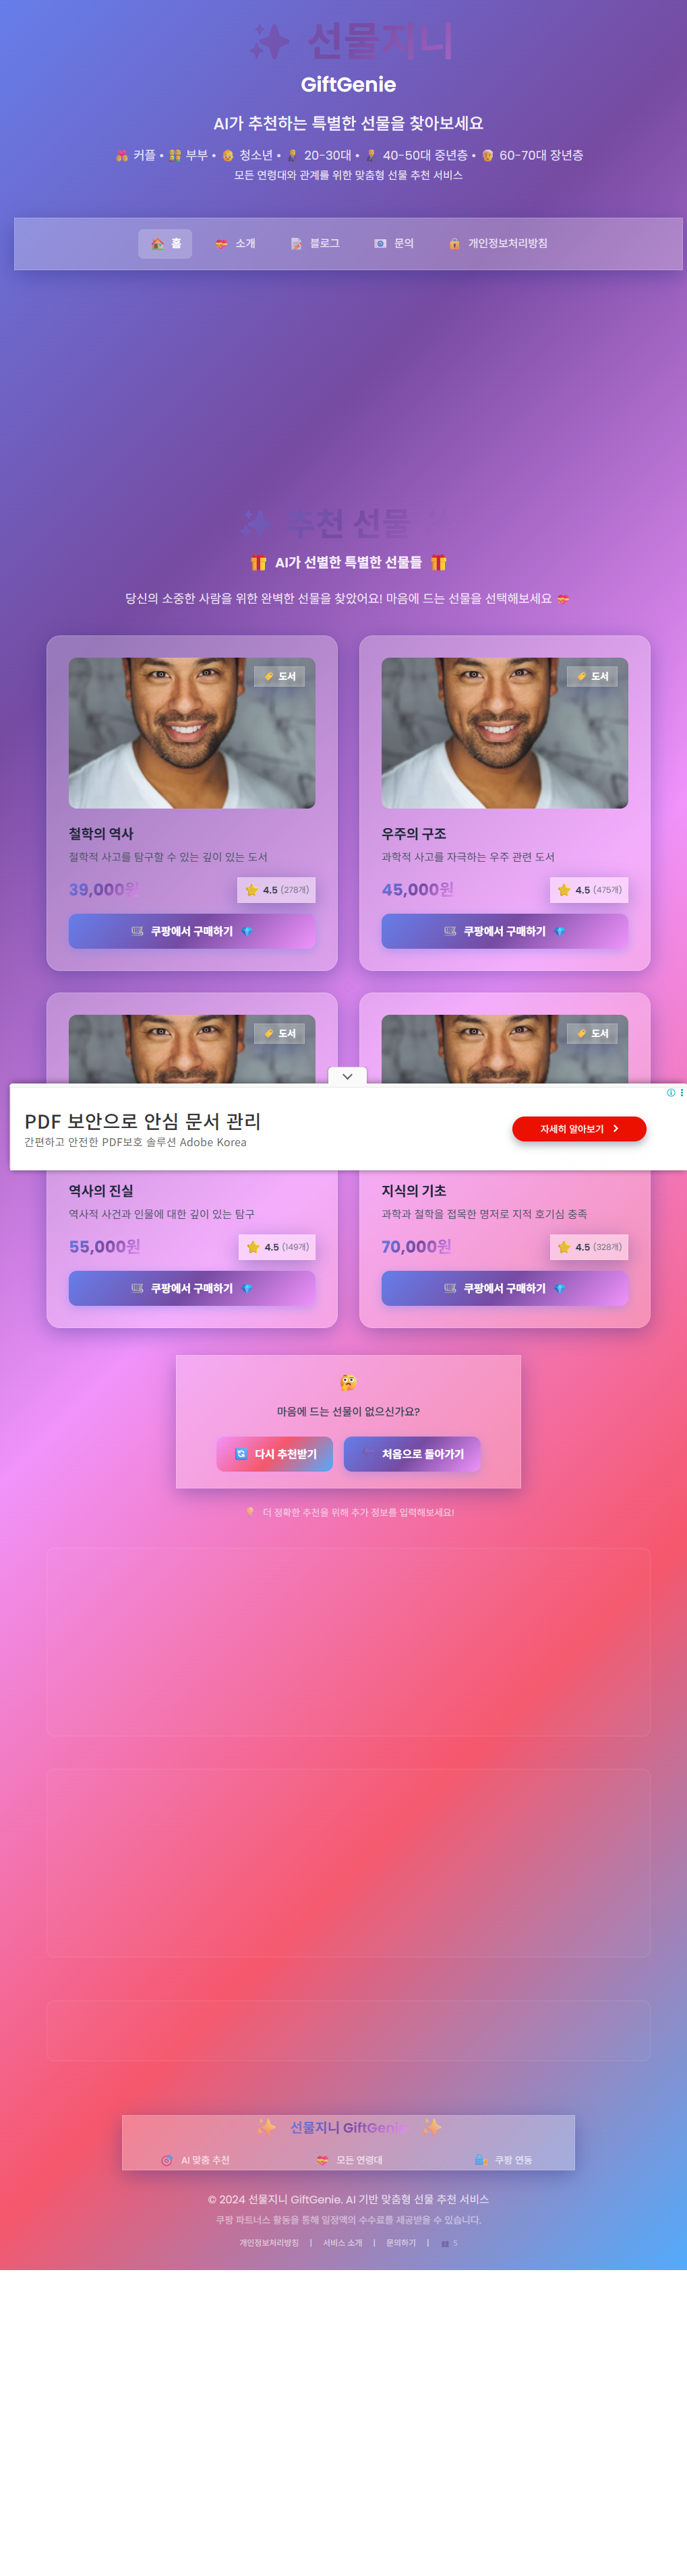 선물지니
GiftGenie
AI가 추천하는 특별한 선물을 찾아보세요
커플 • 부부 • 청소년 • 20-30대 • 40-50대 중년층 • 60-70대 장년층
모든 연령대와 관계를 위한 맞춤형 선물 추천 서비스
홈 소개 블로그 문의 개인정보처리방침
추천 선물
AI가 선별한 특별한 선물들
당신의 소중한 사람을 위한 완벽한 선물을 찾았어요! 마음에 드는 선물을 선택해보세요
도서
철학의 역사
철학적 사고를 탐구할 수 있는 깊이 있는 도서
39,000원 4.5 (278개)
쿠팡에서 구매하기
도서
우주의 구조
과학적 사고를 자극하는 우주 관련 도서
45,000원 4.5 (475개)
쿠팡에서 구매하기
도서
도서
PDF 보안으로 안심 문서 관리
간편하고 안전한 PDF보호 솔루션 Adobe Korea
자세히 알아보기
역사의 진실
역사적 사건과 인물에 대한 깊이 있는 탐구
55,000원 4.5 (149개)
쿠팡에서 구매하기
지식의 기초
과학과 철학을 접목한 명저로 지적 호기심 충족
70,000원 4.5 (328개)
쿠팡에서 구매하기
마음에 드는 선물이 없으신가요?
다시 추천받기 처음으로 돌아가기
더 정확한 추천을 위해 추가 정보를 입력해보세요!
선물지니 GiftGenie
AI 맞춤 추천 모든 연령대 쿠팡 연동
© 2024 선물지니 GiftGenie. AI 기반 맞춤형 선물 추천 서비스
쿠팡 파트너스 활동을 통해 일정액의 수수료를 제공받을 수 있습니다.
개인정보처리방침 | 서비스 소개 | 문의하기 | 5